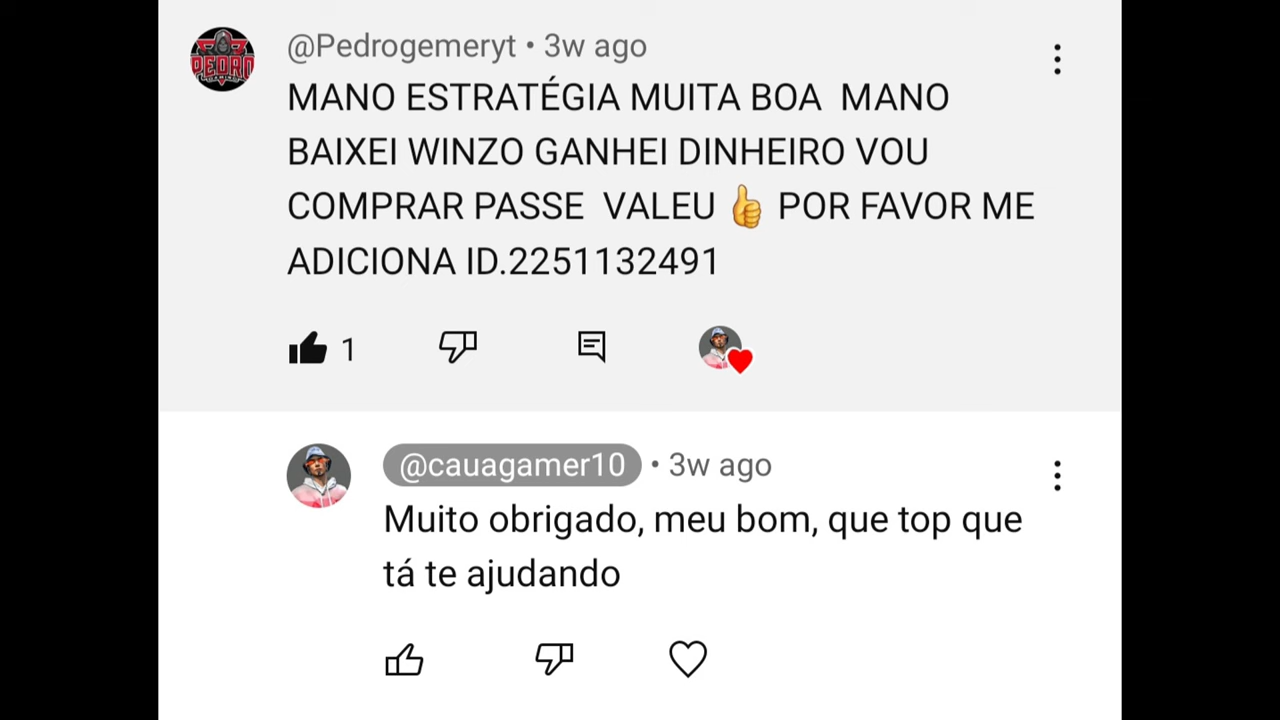 @Pedrogemeryt • 3w ago
MANO ESTRATÉGIA MUITA BOA  MANO
BAIXEI WINZO GANHEI DINHEIRO VOU
COMPRAR PASSE  VALEU 👍 POR FAVOR ME
ADICIONA ID.2251132491
1
@cauagamer10 • 3w ago
Muito obrigado, meu bom, que top que
tá te ajudando